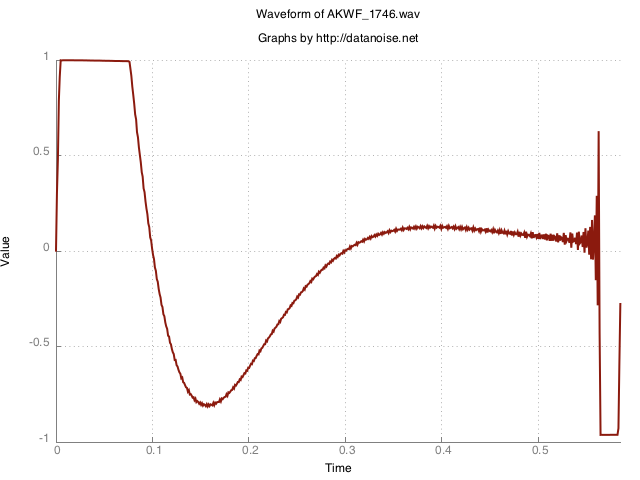 Waveform of AKWF_1746.wav
Graphs by http://datanoise.net
1
0.5
0
-0.5
-1
Value
0 0.1 0.2 0.3 0.4 0.5
Time